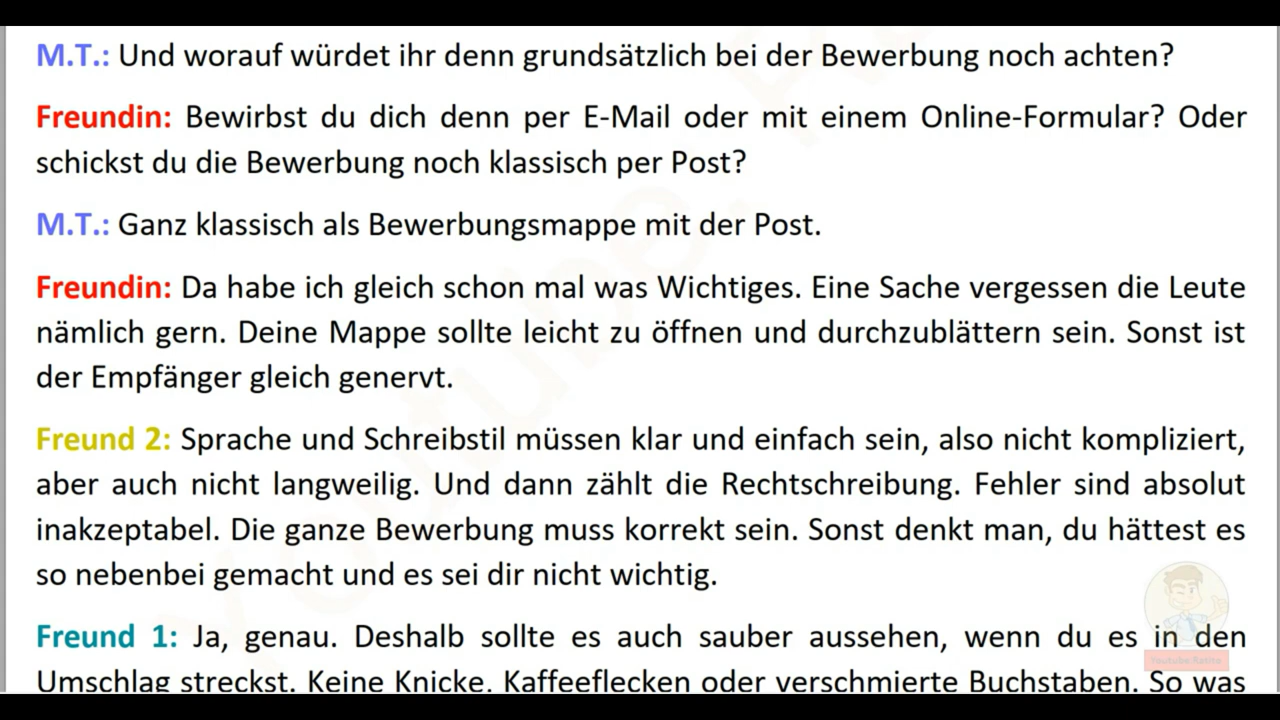 M.T.: Und worauf würdet ihr denn grundsätzlich bei der Bewerbung noch achten?
Freundin: Bewirbst du dich denn per E-Mail oder mit einem Online-Formular? Oder
schickst du die Bewerbung noch klassisch per Post?
M.T.: Ganz klassisch als Bewerbungsmappe mit der Post.
Freundin: Da habe ich gleich schon mal was Wichtiges. Eine Sache vergessen die Leute
nämlich gern. Deine Mappe sollte leicht zu öffnen und durchzublättern sein. Sonst ist
der Empfänger gleich genervt.
Freund 2: Sprache und Schreibstil müssen klar und einfach sein, also nicht kompliziert,
aber auch nicht langweilig. Und dann zählt die Rechtschreibung. Fehler sind absolut
inakzeptabel. Die ganze Bewerbung muss korrekt sein. Sonst denkt man, du hättest es
so nebenbei gemacht und es sei dir nicht wichtig.
Freund 1: Ja, genau. Deshalb sollte es auch sauber aussehen, wenn du es in den
Umschlag streckst. Keine Knicke, Kaffeeflecken oder verschmierte Buchstaben. So was